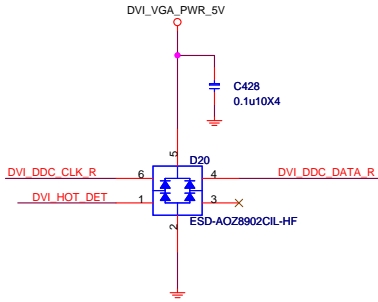 DVI_VGA_PWR_5V
C428
0.1u10X4
5
D20
DVI_DDC_CLK_R
6
4
DVI_DDC_DATA_R
DVI_HOT_DET
1
3
ESD-AOZ8902CIL-HF
2